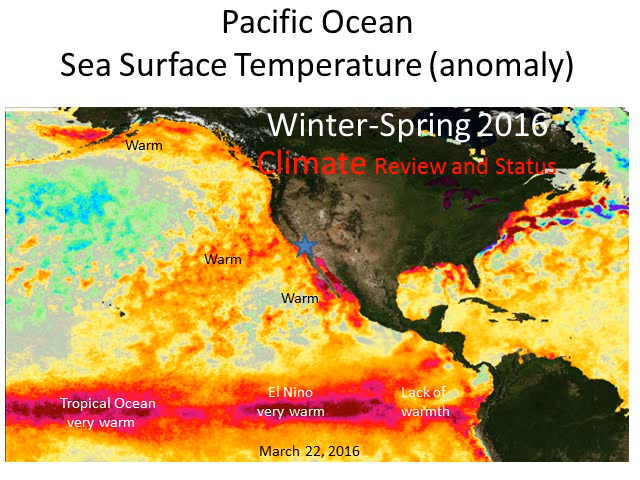 Pacific Ocean
Sea Surface Temperature (anomaly)
Winter-Spring 2016
Climate Review and Status
Warm
Warm
Warm
Tropical Ocean
very warm
El Nino
very warm
Lack of
warmth
March 22, 2016